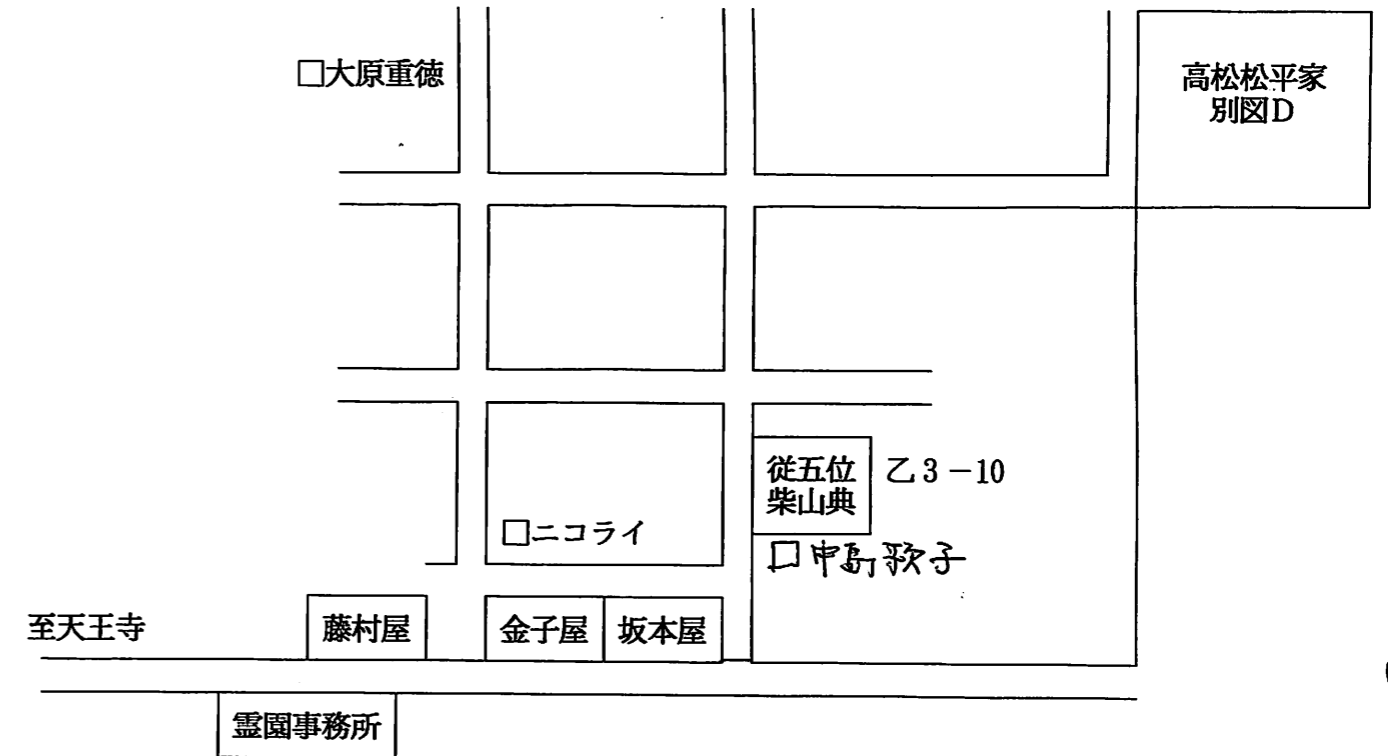 □大原重徳
高松松平家
別図D
従五位
柴山典
乙3-10
□ニコライ
□中島歌子
至天王寺
藤村屋
金子屋
坂本屋
霊園事務所